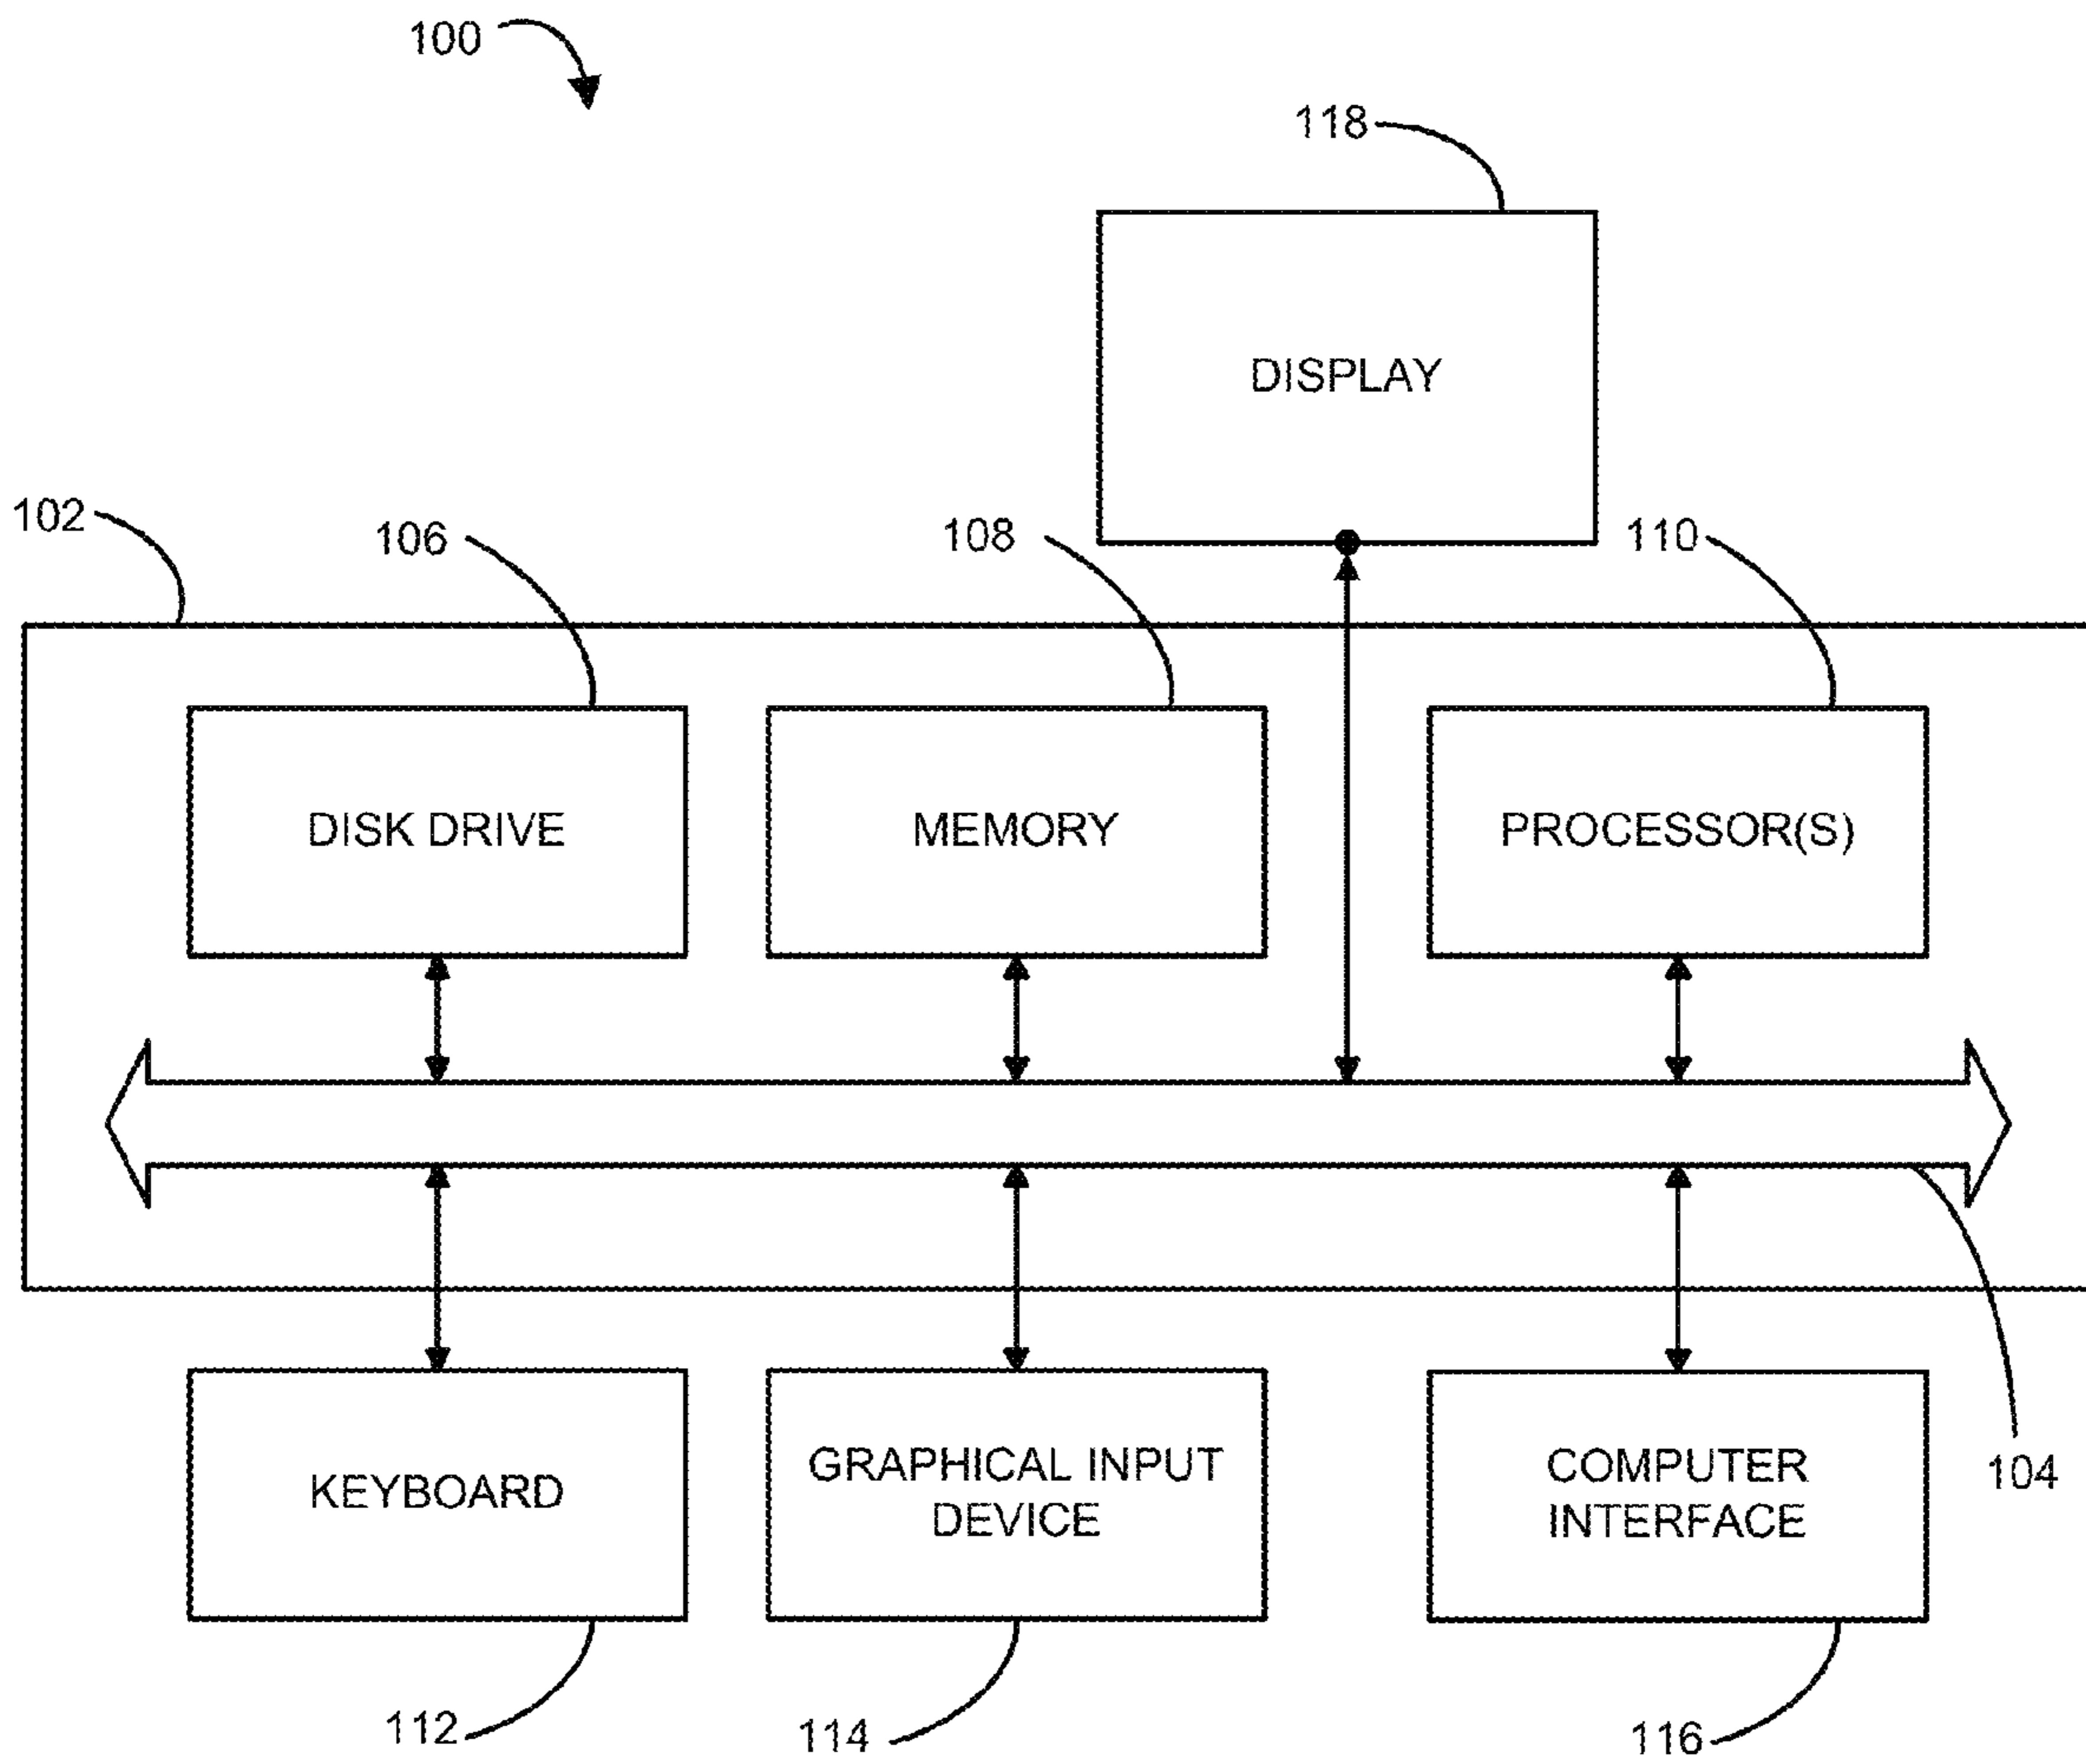 100
118
DISPLAY
102
106
108
110
DISK DRIVE
MEMORY
PROCESSOR(S)
KEYBOARD
GRAPHICAL INPUT
DEVICE
COMPUTER
INTERFACE
104
112
114
116